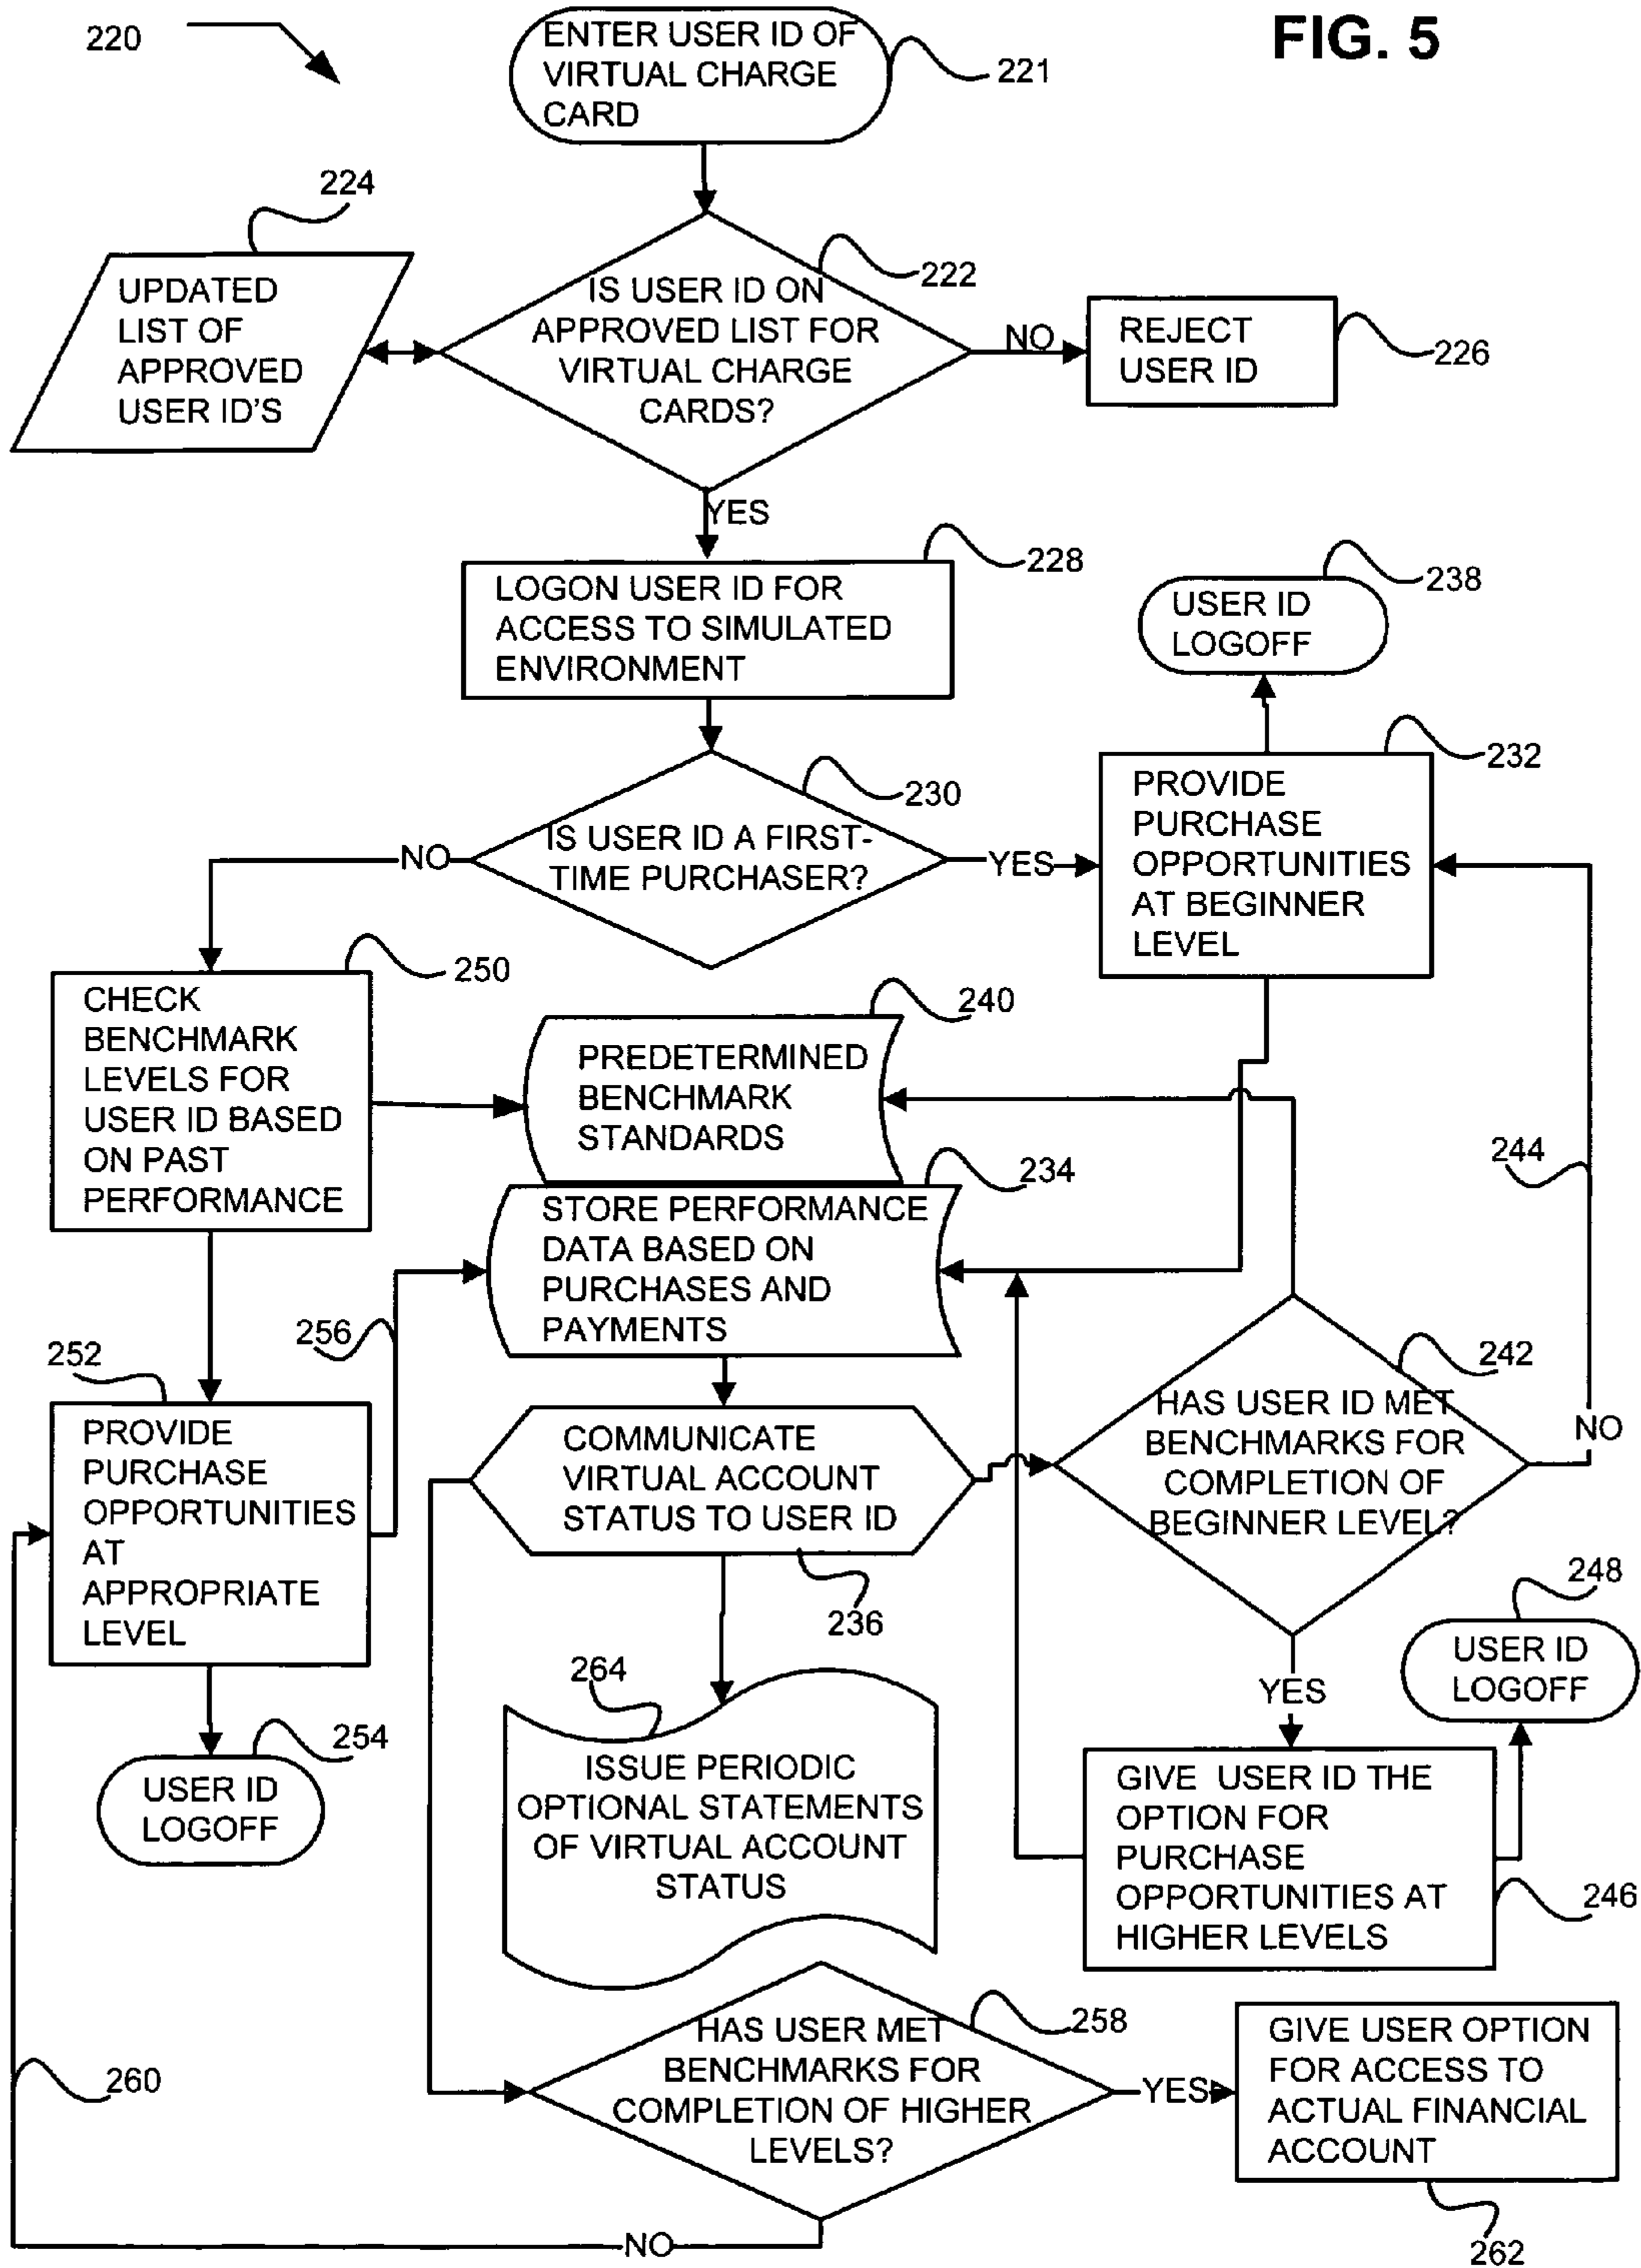 FIG. 5
220
ENTER USER ID OF
VIRTUAL CHARGE
CARD
221
224
UPDATED
LIST OF
APPROVED
USER ID'S
222
IS USER ID ON
APPROVED LIST FOR
VIRTUAL CHARGE
CARDS?
NO
REJECT
USER ID
226
YES
228
LOGON USER ID FOR
ACCESS TO SIMULATED
ENVIRONMENT
238
USER ID
LOGOFF
230
IS USER ID A FIRST-
TIME PURCHASER?
NO
YES
232
PROVIDE
PURCHASE
OPPORTUNITIES
AT BEGINNER
LEVEL
250
CHECK
BENCHMARK
LEVELS FOR
USER ID BASED
ON PAST
PERFORMANCE
240
PREDETERMINED
BENCHMARK
STANDARDS
234
STORE PERFORMANCE
DATA BASED ON
PURCHASES AND
PAYMENTS
244
256
252
PROVIDE
PURCHASE
OPPORTUNITIES
AT
APPROPRIATE
LEVEL
COMMUNICATE
VIRTUAL ACCOUNT
STATUS TO USER ID
236
242
HAS USER ID MET
BENCHMARKS FOR
COMPLETION OF
BEGINNER LEVEL?
NO
YES
248
USER ID
LOGOFF
254
USER ID
LOGOFF
264
ISSUE PERIODIC
OPTIONAL STATEMENTS
OF VIRTUAL ACCOUNT
STATUS
GIVE USER ID THE
OPTION FOR
PURCHASE
OPPORTUNITIES AT
HIGHER LEVELS
246
258
HAS USER MET
BENCHMARKS FOR
COMPLETION OF HIGHER
LEVELS?
YES
GIVE USER OPTION
FOR ACCESS TO
ACTUAL FINANCIAL
ACCOUNT
262
260
NO